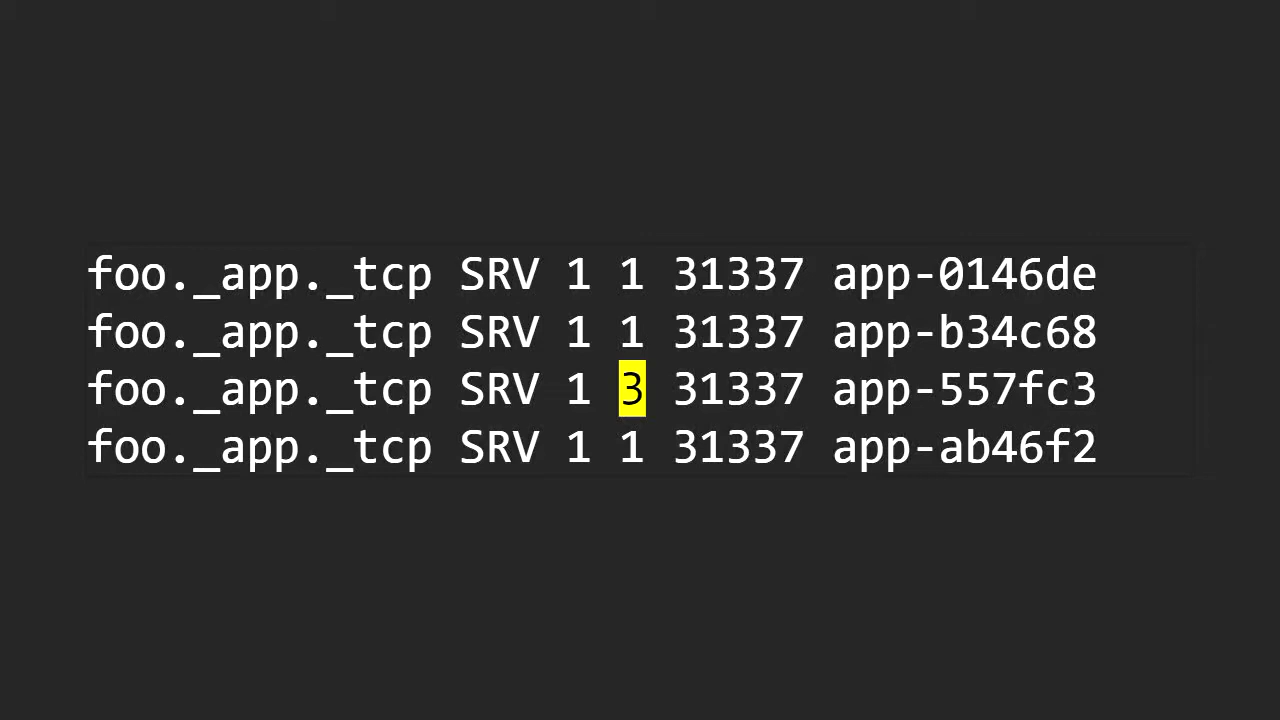 foo._app._tcp SRV 1 1 31337 app-0146de
foo._app._tcp SRV 1 1 31337 app-b34c68
foo._app._tcp SRV 1 3 31337 app-557fc3
foo._app._tcp SRV 1 1 31337 app-ab46f2